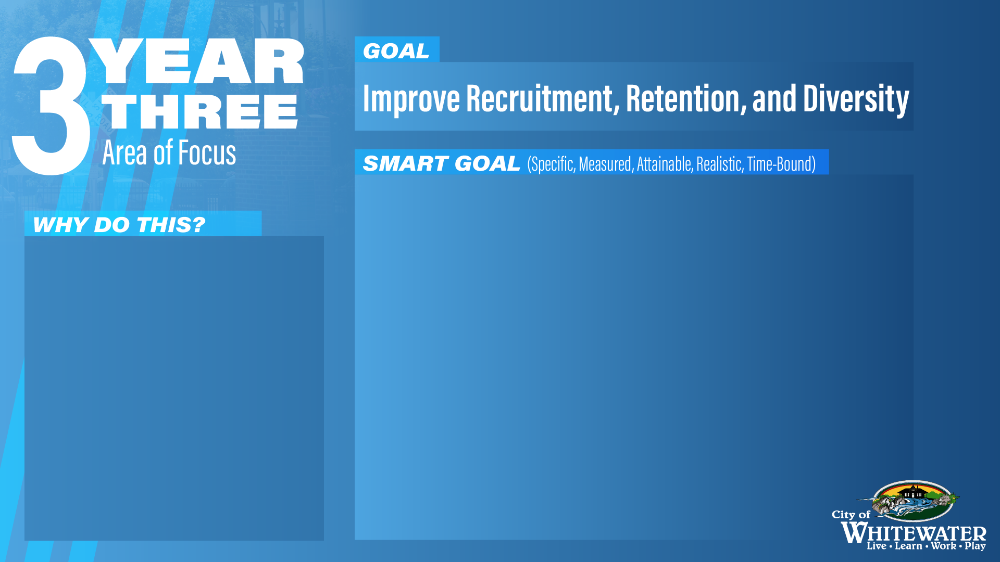 3 YEAR
THREE
Area of Focus
WHY DO THIS?
GOAL
Improve Recruitment, Retention, and Diversity
SMART GOAL (Specific, Measured, Attainable, Realistic, Time-Bound)
City of
WHITEWATER
Live • Learn • Work • Play